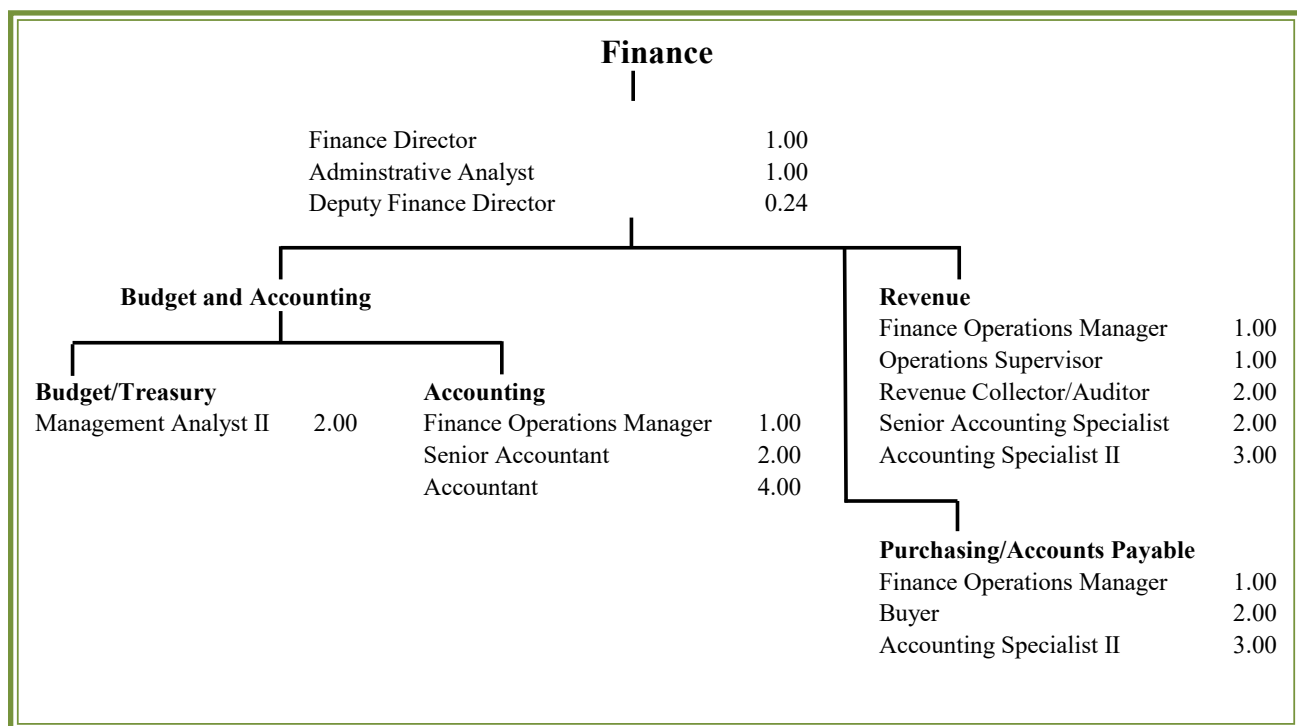 Finance
Finance Director 1.00
Adminstrative Analyst 1.00
Deputy Finance Director 0.24
Budget and Accounting
Budget/Treasury
Management Analyst II 2.00
Accounting
Finance Operations Manager 1.00
Senior Accountant 2.00
Accountant 4.00
Revenue
Finance Operations Manager 1.00
Operations Supervisor 1.00
Revenue Collector/Auditor 2.00
Senior Accounting Specialist 2.00
Accounting Specialist II 3.00
Purchasing/Accounts Payable
Finance Operations Manager 1.00
Buyer 2.00
Accounting Specialist II 3.00